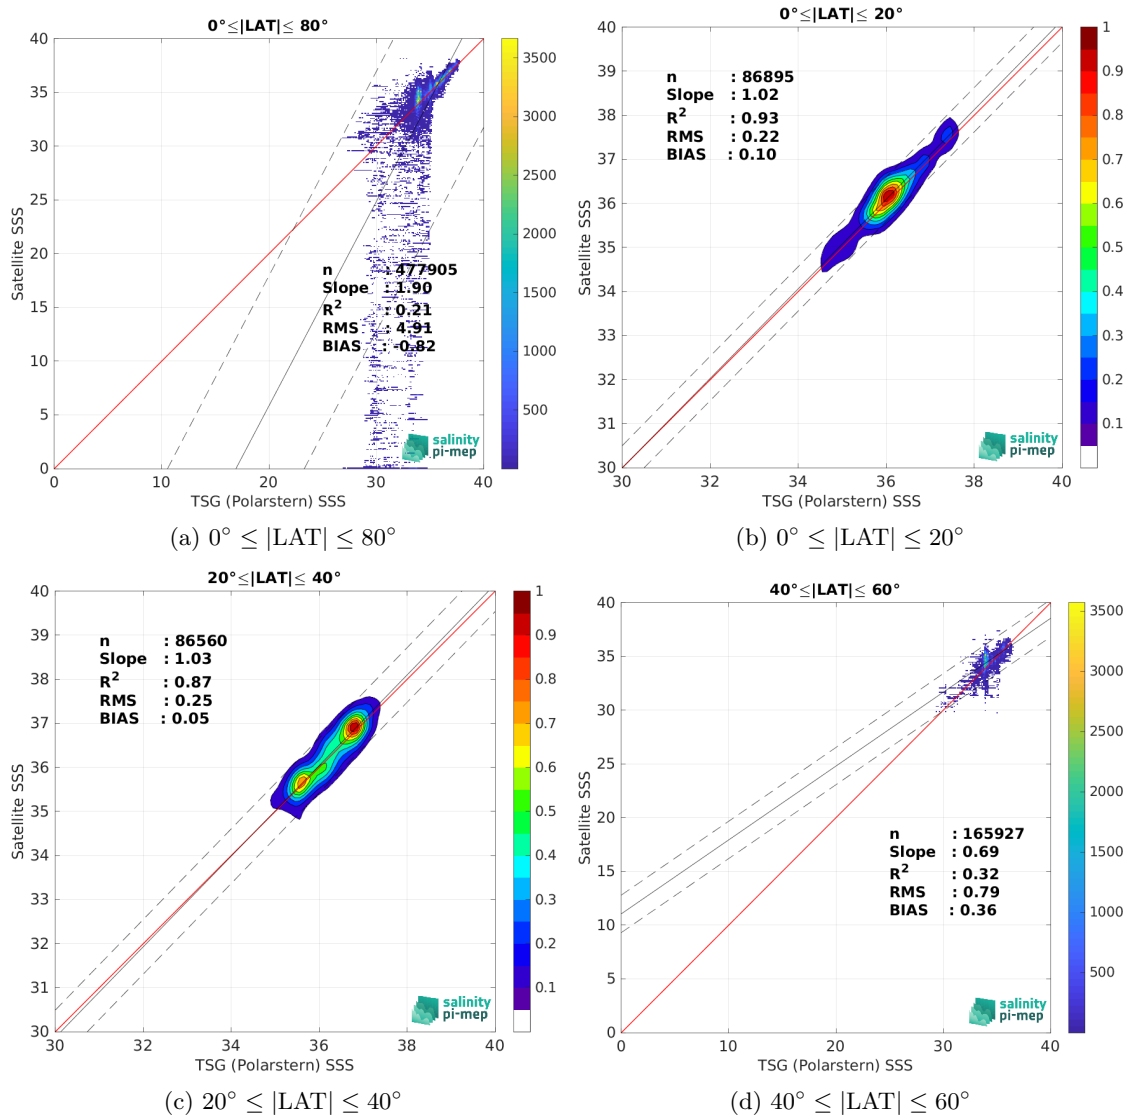 0°≤|LAT|≤ 80°
40
35
30
25
20
15
10
5
0
0
10
20
30
40
Satellite SSS
TSG (Polarstern) SSS
n : 477905
Slope : 1.90
R2 : 0.21
RMS : 4.91
BIAS : -0.82
salinity
pi-mep
3500
3000
2500
2000
1500
1000
500
(a) 0° ≤ |LAT| ≤ 80°
0°≤|LAT|≤ 20°
40
39
38
37
36
35
34
33
32
31
30
30
32
34
36
38
40
Satellite SSS
TSG (Polarstern) SSS
n : 86895
Slope : 1.02
R2 : 0.93
RMS : 0.22
BIAS : 0.10
salinity
pi-mep
1
0.9
0.8
0.7
0.6
0.5
0.4
0.3
0.2
0.1
(b) 0° ≤ |LAT| ≤ 20°
20°≤|LAT|≤ 40°
40
39
38
37
36
35
34
33
32
31
30
30
32
34
36
38
40
Satellite SSS
TSG (Polarstern) SSS
n : 86560
Slope : 1.03
R2 : 0.87
RMS : 0.25
BIAS : 0.05
salinity
pi-mep
1
0.9
0.8
0.7
0.6
0.5
0.4
0.3
0.2
0.1
(c) 20° ≤ |LAT| ≤ 40°
40°≤|LAT|≤ 60°
40
35
30
25
20
15
10
5
0
0
10
20
30
40
Satellite SSS
TSG (Polarstern) SSS
n : 165927
Slope : 0.69
R2 : 0.32
RMS : 0.79
BIAS : 0.36
salinity
pi-mep
3500
3000
2500
2000
1500
1000
500
(d) 40° ≤ |LAT| ≤ 60°